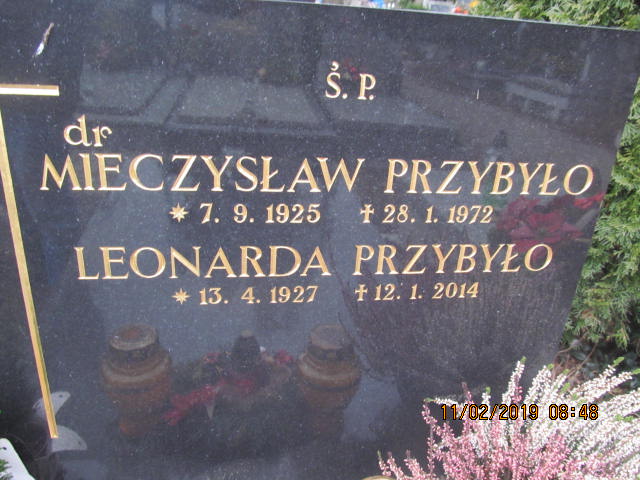 Ś. P.
dr
MIECZYSŁAW PRZYBYŁO
✴ 7. 9. 1925 ✝ 28. 1. 1972
LEONARDA PRZYBYŁO
✴ 13. 4. 1927 ✝ 12. 1. 2014
11/02/2019 08:48